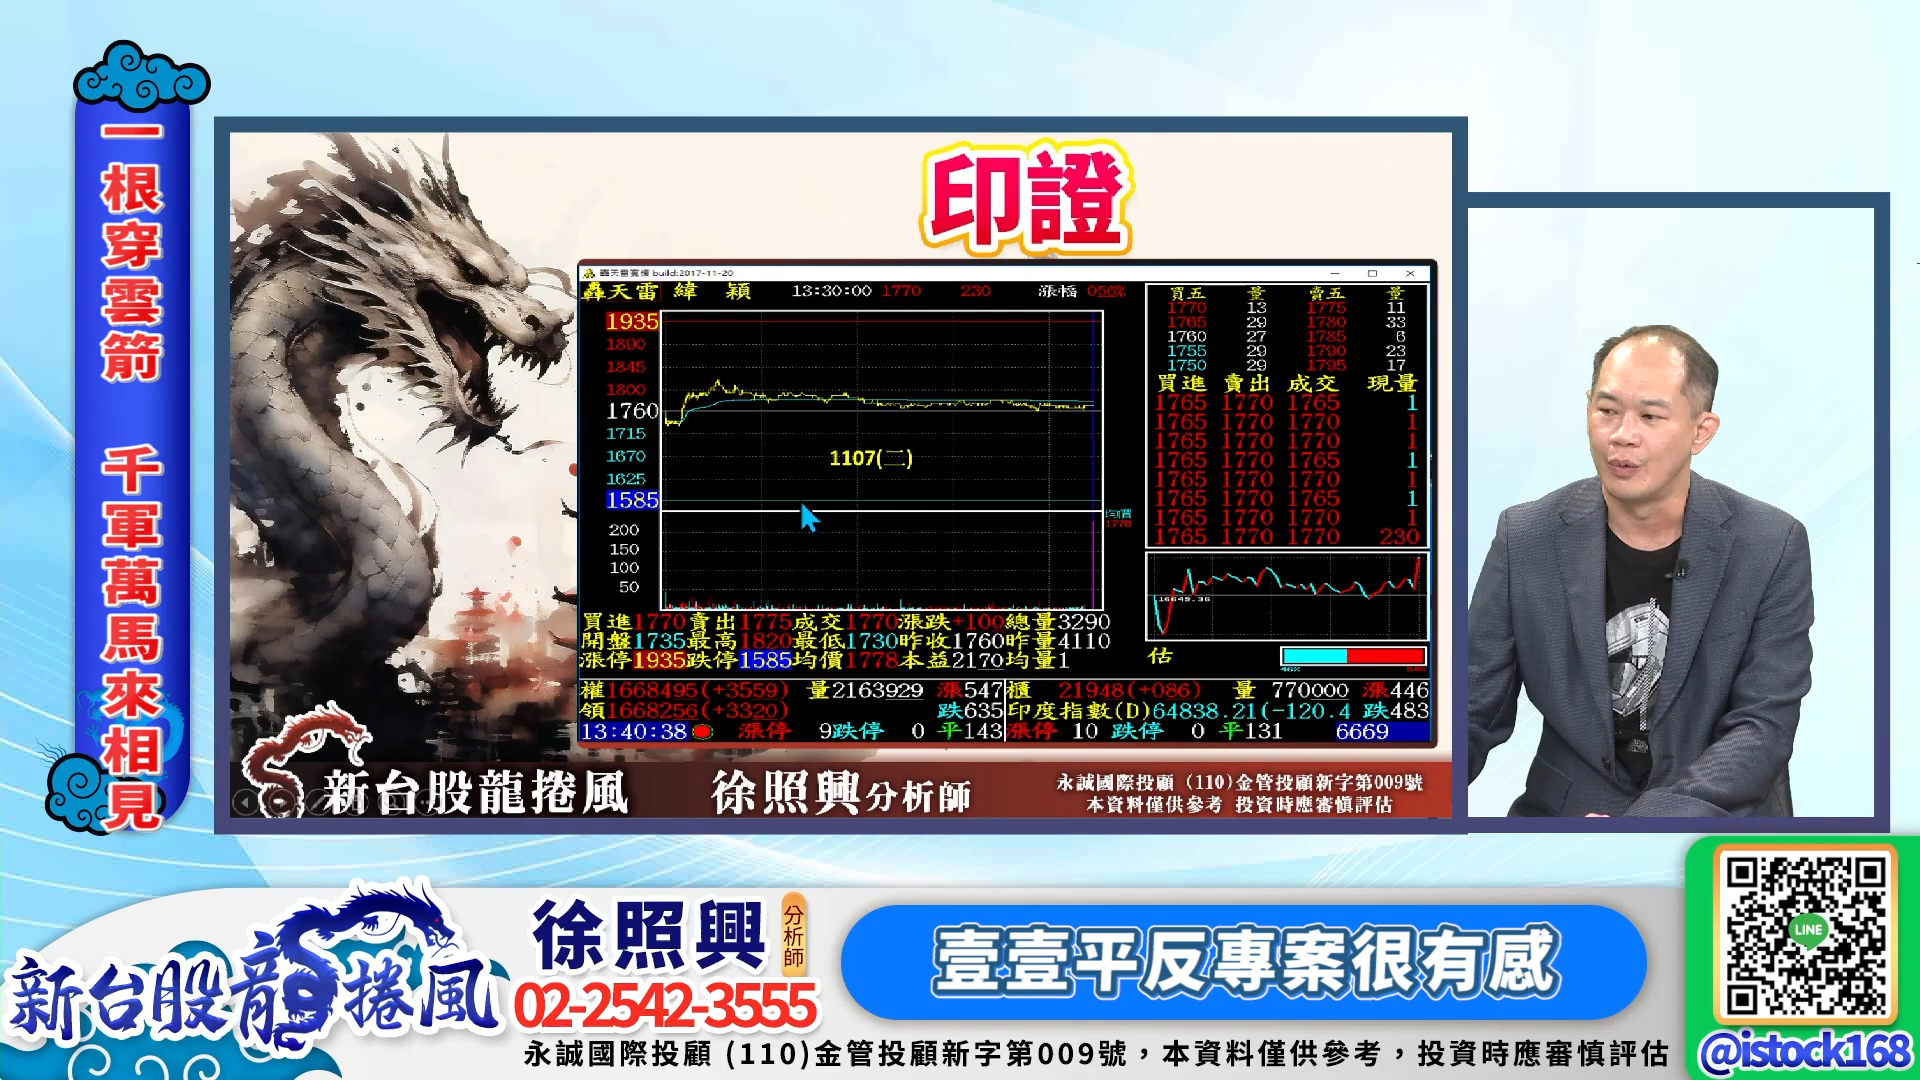 一根穿雲箭 千軍萬馬來相見
印證
轟天雷寬頻 build:2017-11-20
轟天雷 緯 穎 13:30:00 1770 230 漲幅 056%
1935
1890
1845
1800
1760
1715
1670
1625
1585
200
150
100
50
1107(二)
均價
1778
買五 量 賣五 量
1770 13 1775 11
1765 29 1780 33
1760 27 1785 6
1755 29 1790 23
1750 29 1795 17
買進 賣出 成交 現量
1765 1770 1765 1
1765 1770 1770 1
1765 1770 1770 1
1765 1770 1765 1
1765 1770 1770 1
1765 1770 1765 1
1765 1770 1770 1
1765 1770 1770 230
16649.36
估
46% 54%
買進1770賣出1775成交1770漲跌+100總量3290
開盤1735最高1820最低1730昨收1760昨量4110
漲停1935跌停1585均價1778本益2170均量1
權1668495(+3559) 量2163929 漲547
領1668256(+3320) 跌635
13:40:38 漲停 9跌停 0 平143
櫃 21948(+086) 量 770000 漲446
印度指數(D)64838.21(-120.4 跌483
漲停 10 跌停 0 平131 6669
新台股龍捲風 徐照興分析師
永誠國際投顧 (110)金管投顧新字第009號
本資料僅供參考 投資時應審慎評估
新台股龍捲風
徐照興 分析師
02-2542-3555
壹壹平反專案很有感
LINE
@istock168
永誠國際投顧 (110)金管投顧新字第009號，本資料僅供參考，投資時應審慎評估